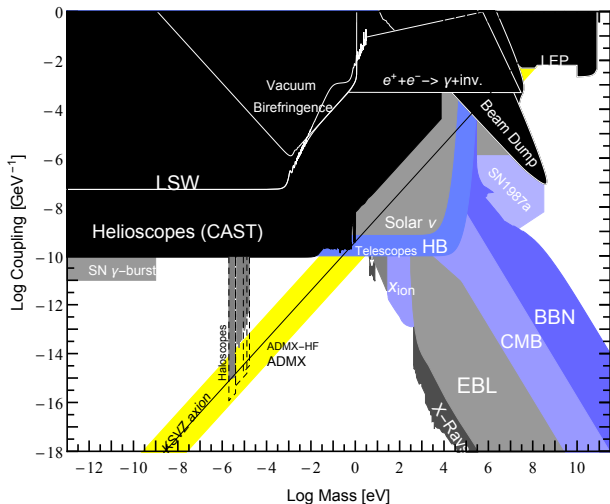 0
-2
-4
-6
-8
-10
-12
-14
-16
-18
Log Coupling [GeV⁻¹]
LEP
e⁺e⁻−> γ+inv.
Vacuum
Birefringence
Beam Dump
LSW
SN1987a
Helioscopes (CAST)
Solar ν
Telescopes
HB
SN γ−burst
χion
Haloscopes
ADMX−HF
ADMX
BBN
CMB
EBL
X−Rays
KSVZ axion
−12 −10 −8 −6 −4 −2 0 2 4 6 8 10
Log Mass [eV]